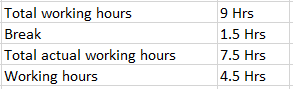 Total working hours 9 Hrs
Break 1.5 Hrs
Total actual working hours 7.5 Hrs
Working hours 4.5 Hrs